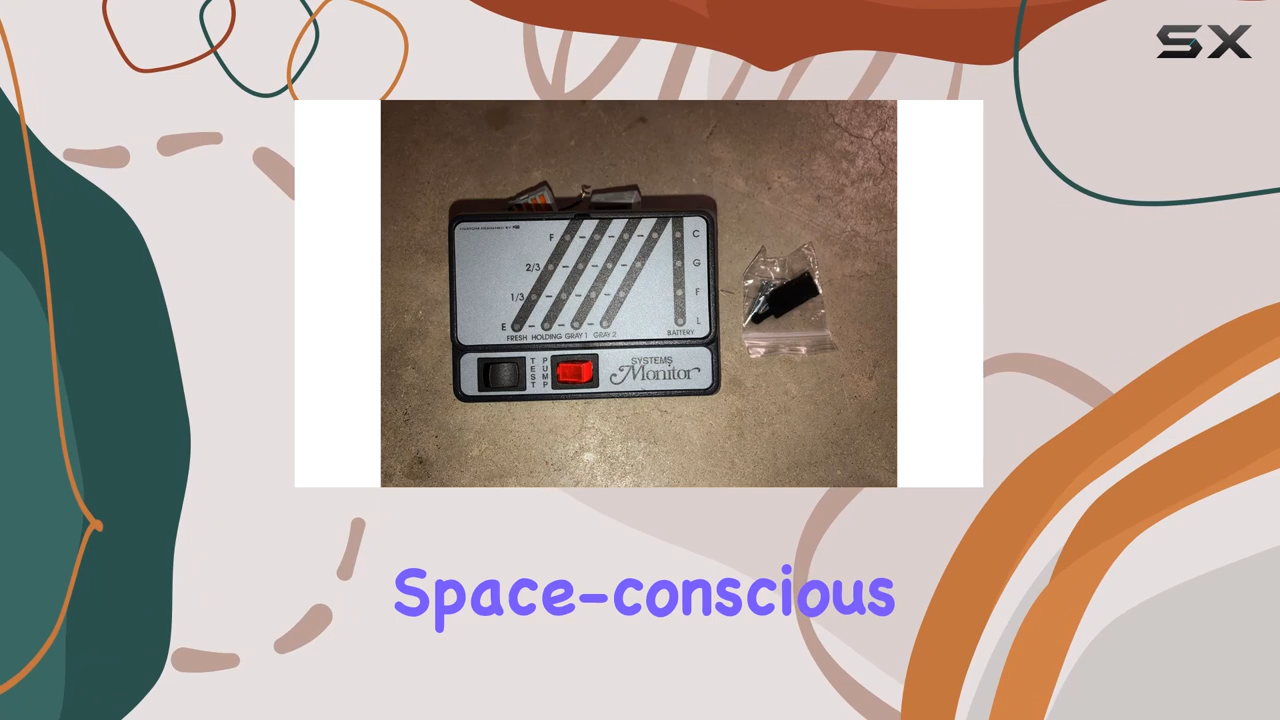 SX
F
C
2/3
G
1/3
F
E
L
FRESH HOLDING GRAY 1 GRAY 2
BATTERY
TEST
PUMP
SYSTEMS
Monitor
Space-conscious